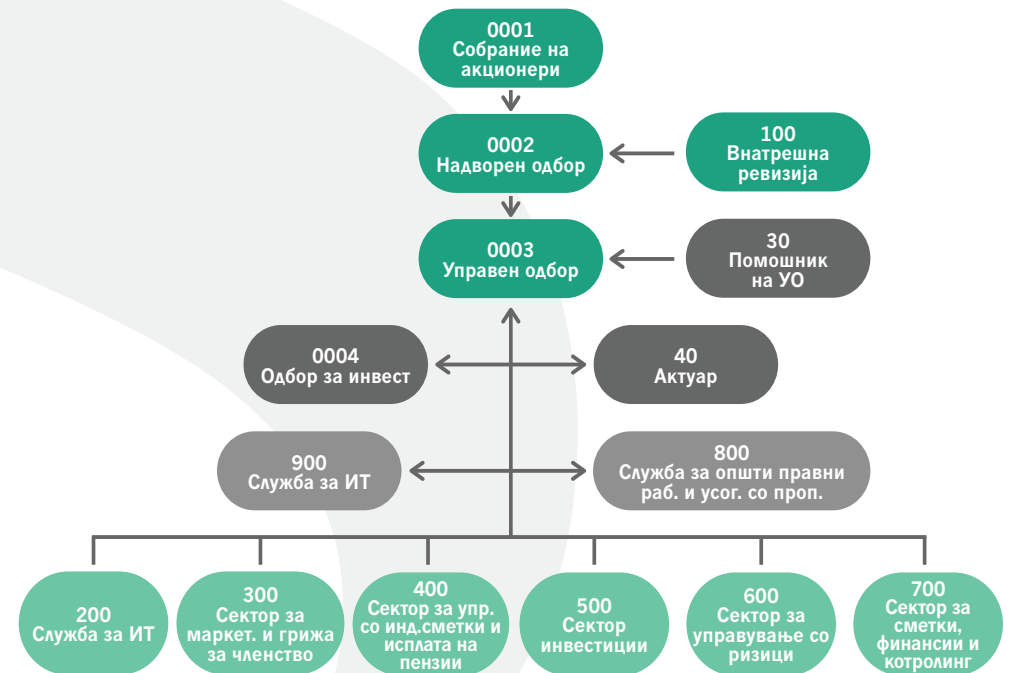 0001
Собрание на
акционери
0002
Надворен одбор
100
Внатрешна
ревизија
0003
Управен одбор
30
Помошник
на УО
0004
Одбор за инвест
40
Актуар
900
Служба за ИТ
800
Служба за општи правни
раб. и усог. со проп.
200
Служба за ИТ
300
Сектор за
маркет. и грижа
за членство
400
Сектор за упр.
со инд.сметки и
исплата на
пензии
500
Сектор
инвестиции
600
Сектор за
управување со
ризици
700
Сектор за
сметки,
финансии и
котролинг